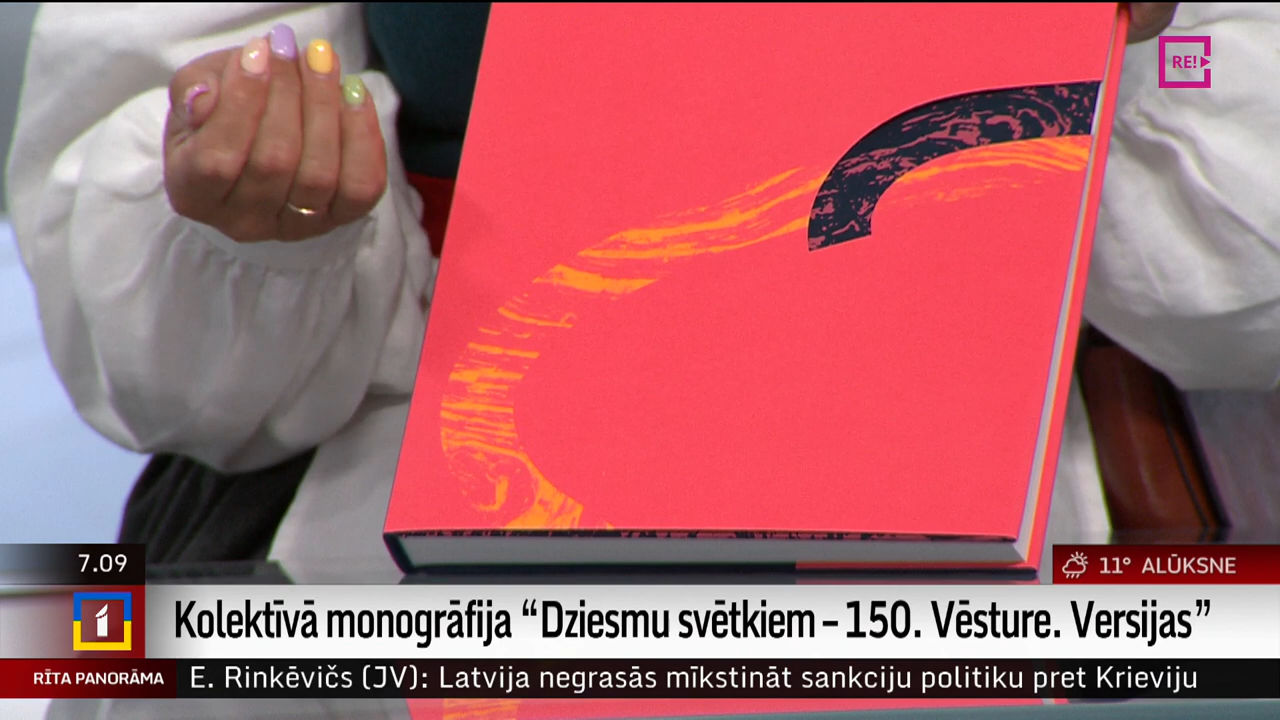 RE!
7.09
11° ALŪKSNE
1
Kolektīvā monogrāfija “Dziesmu svētkiem – 150. Vēsture. Versijas”
RĪTA PANORĀMA
E. Rinkēvičs (JV): Latvija negrasās mīkstināt sankciju politiku pret Krieviju